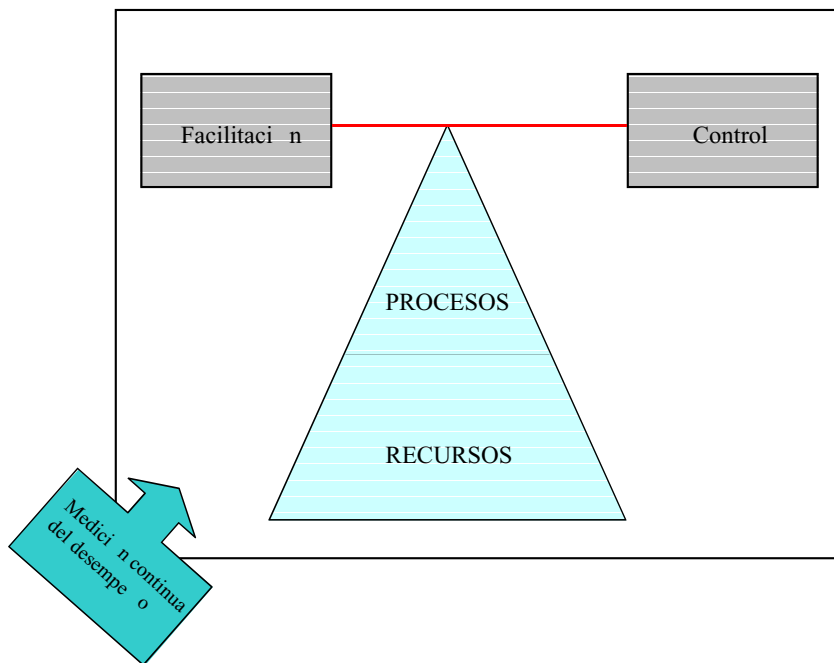 Facilitaci n
Control
PROCESOS
RECURSOS
Medici n continua
del desempe o